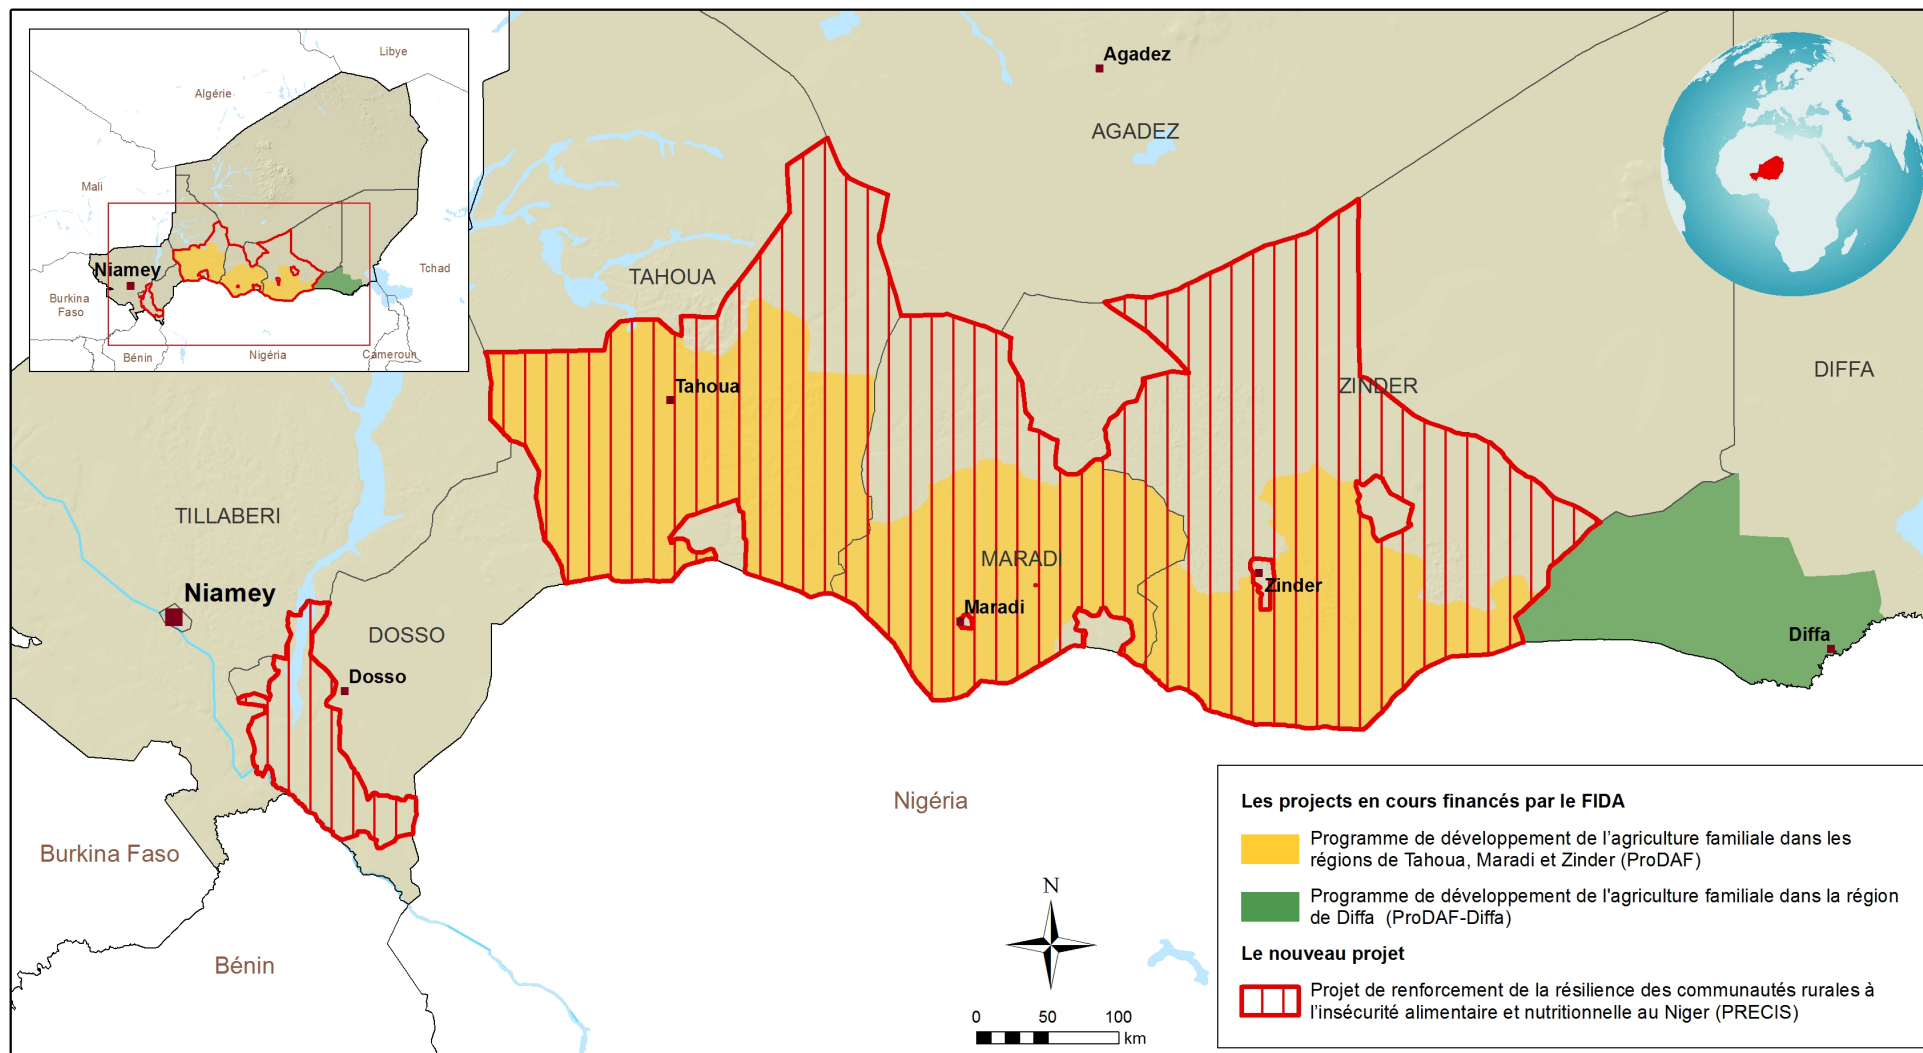 Libye
Algérie
Mali
Niamey
Tchad
Burkina
Faso
Bénin
Nigéria
Cameroun
Agadez
AGADEZ
TAHOUA
Tahoua
ZINDER
DIFFA
TILLABERI
MARADI
Zinder
Niamey
Maradi
DOSSO
Diffa
Dosso
Nigéria
Burkina Faso
Bénin
N
0 50 100
km
Les projects en cours financés par le FIDA
Programme de développement de l'agriculture familiale dans les
régions de Tahoua, Maradi et Zinder (ProDAF)
Programme de développement de l'agriculture familiale dans la région
de Diffa (ProDAF-Diffa)
Le nouveau projet
Projet de renforcement de la résilience des communautés rurales à
l'insécurité alimentaire et nutritionnelle au Niger (PRECIS)